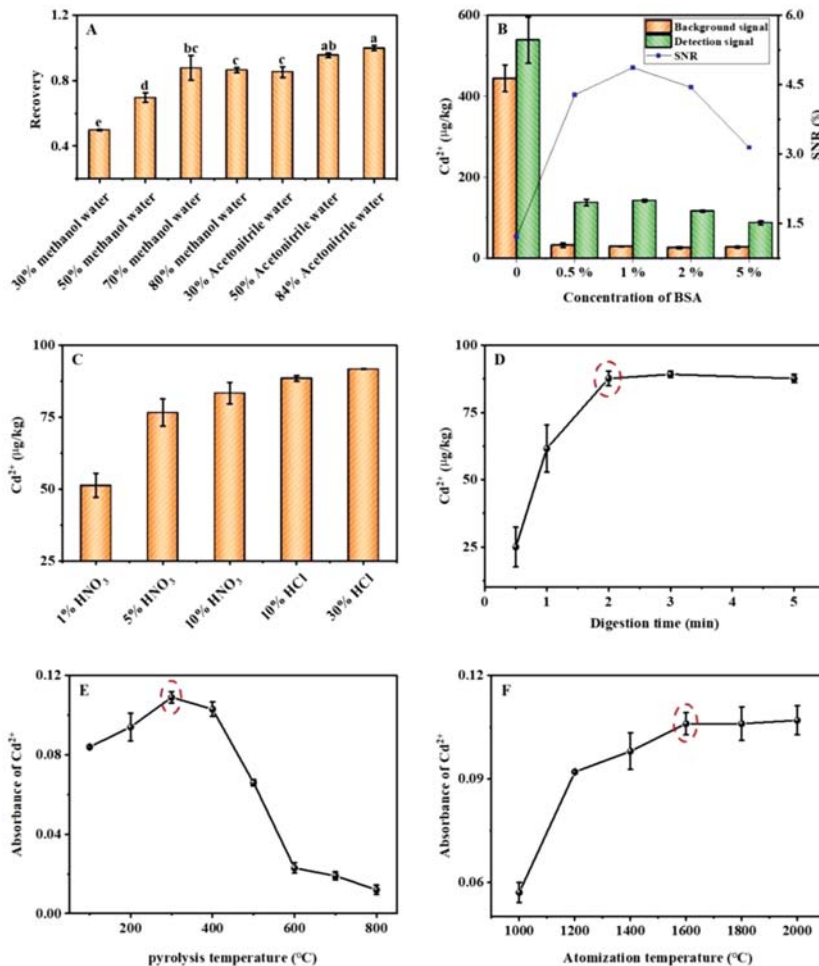 A
Recovery
1.2
0.8
0.4
e
d
bc
c
c
ab
a
30% methanol water
50% methanol water
70% methanol water
80% methanol water
30% Acetonitrile water
50% Acetonitrile water
84% Acetonitrile water
B
Background signal
Detection signal
SNR
Cd²⁺ (μg/kg)
600
400
200
0
SNR (%)
6.0
4.5
3.0
1.5
0
0.5 %
1 %
2 %
5 %
Concentration of BSA
C
Cd²⁺ (μg/kg)
100
75
50
25
1% HNO₃
5% HNO₃
10% HNO₃
10% HCl
30% HCl
D
Cd²⁺ (μg/kg)
100
75
50
25
0
1
2
3
4
5
Digestion time (min)
E
Absorbance of Cd²⁺
0.12
0.08
0.04
0.00
200
400
600
800
pyrolysis temperature (°C)
F
Absorbance of Cd²⁺
0.12
0.09
0.06
1000
1200
1400
1600
1800
2000
Atomization temperature (°C)